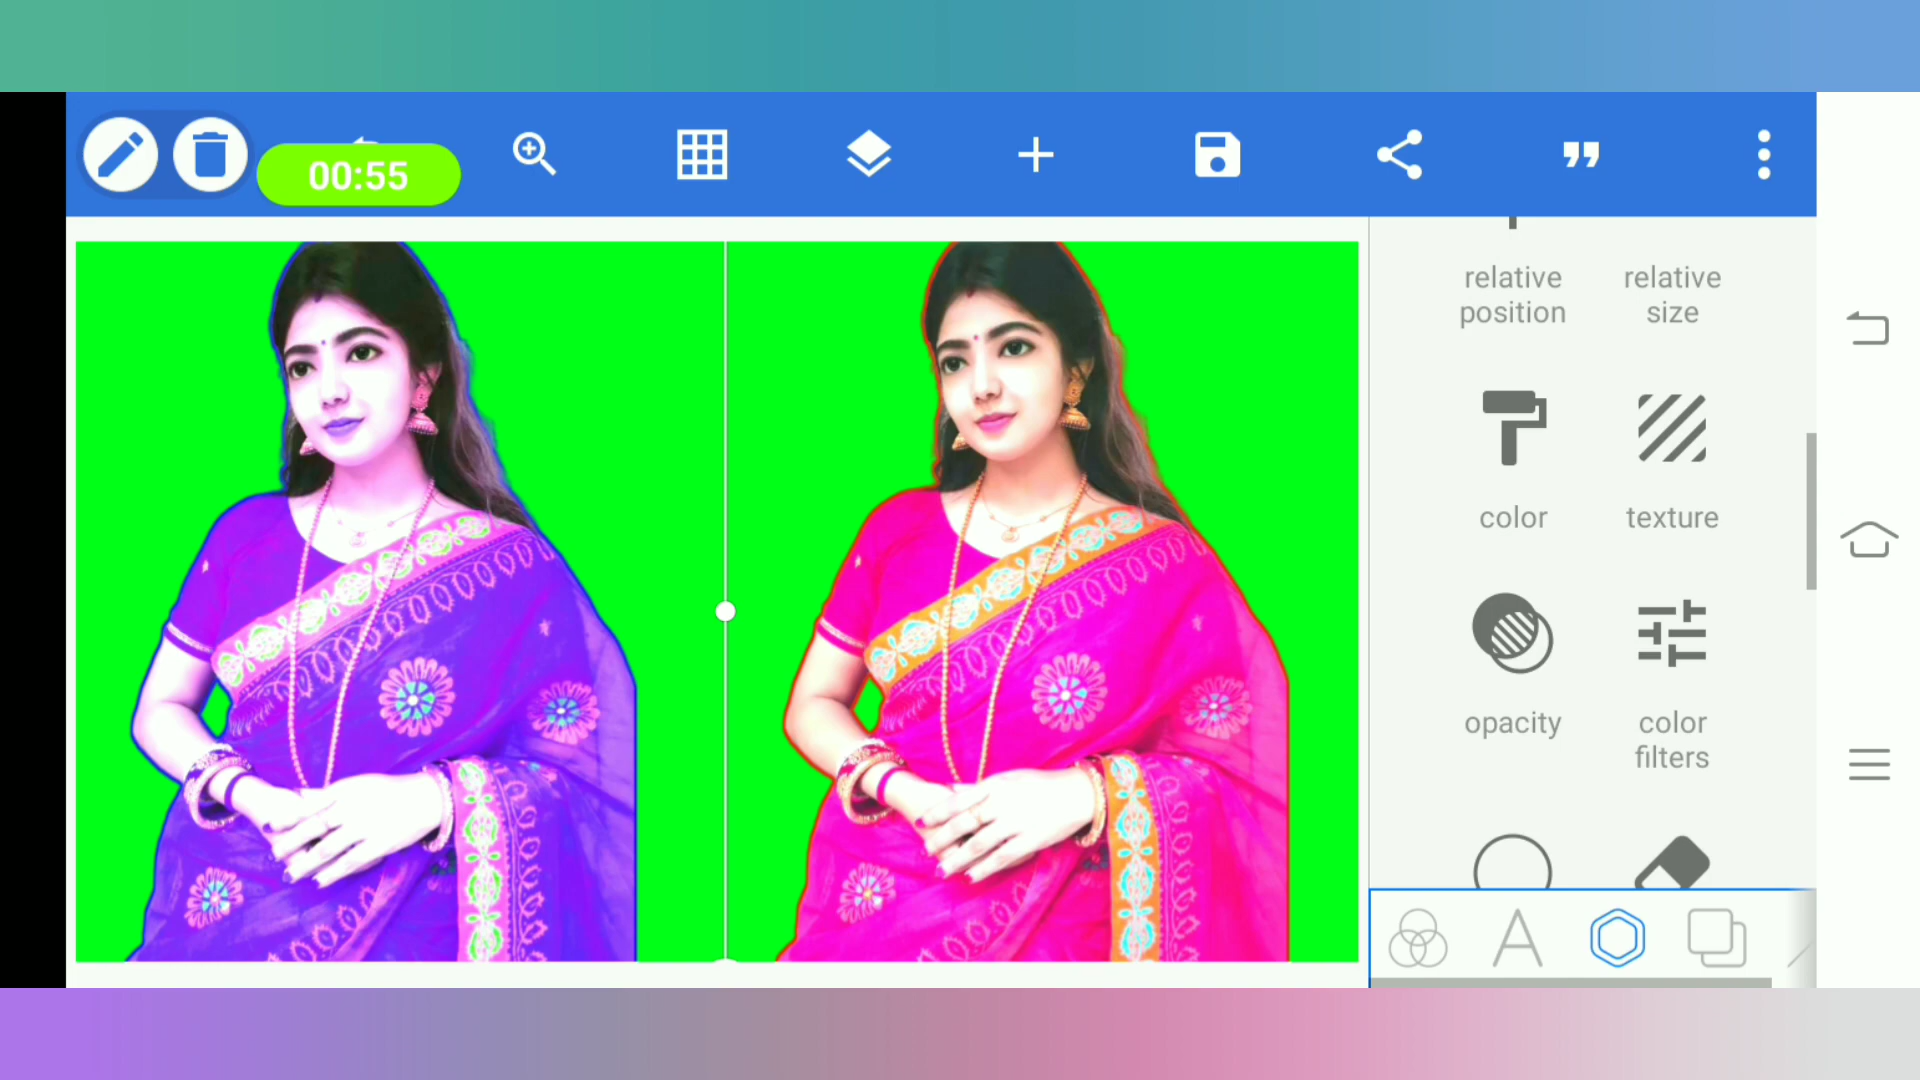 00:55
relative
position
relative
size
color
texture
opacity
color
filters